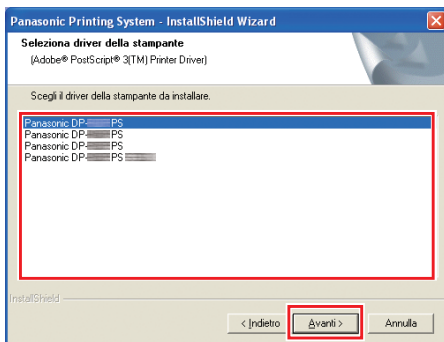 Panasonic Printing System - InstallShield Wizard
Seleziona driver della stampante
(Adobe® PostScript® 3(TM) Printer Driver)
Scegli il driver della stampante da installare.
Panasonic DP- PS
Panasonic DP- PS
Panasonic DP- PS
Panasonic DP- PS
InstallShield
< Indietro
Avanti >
Annulla